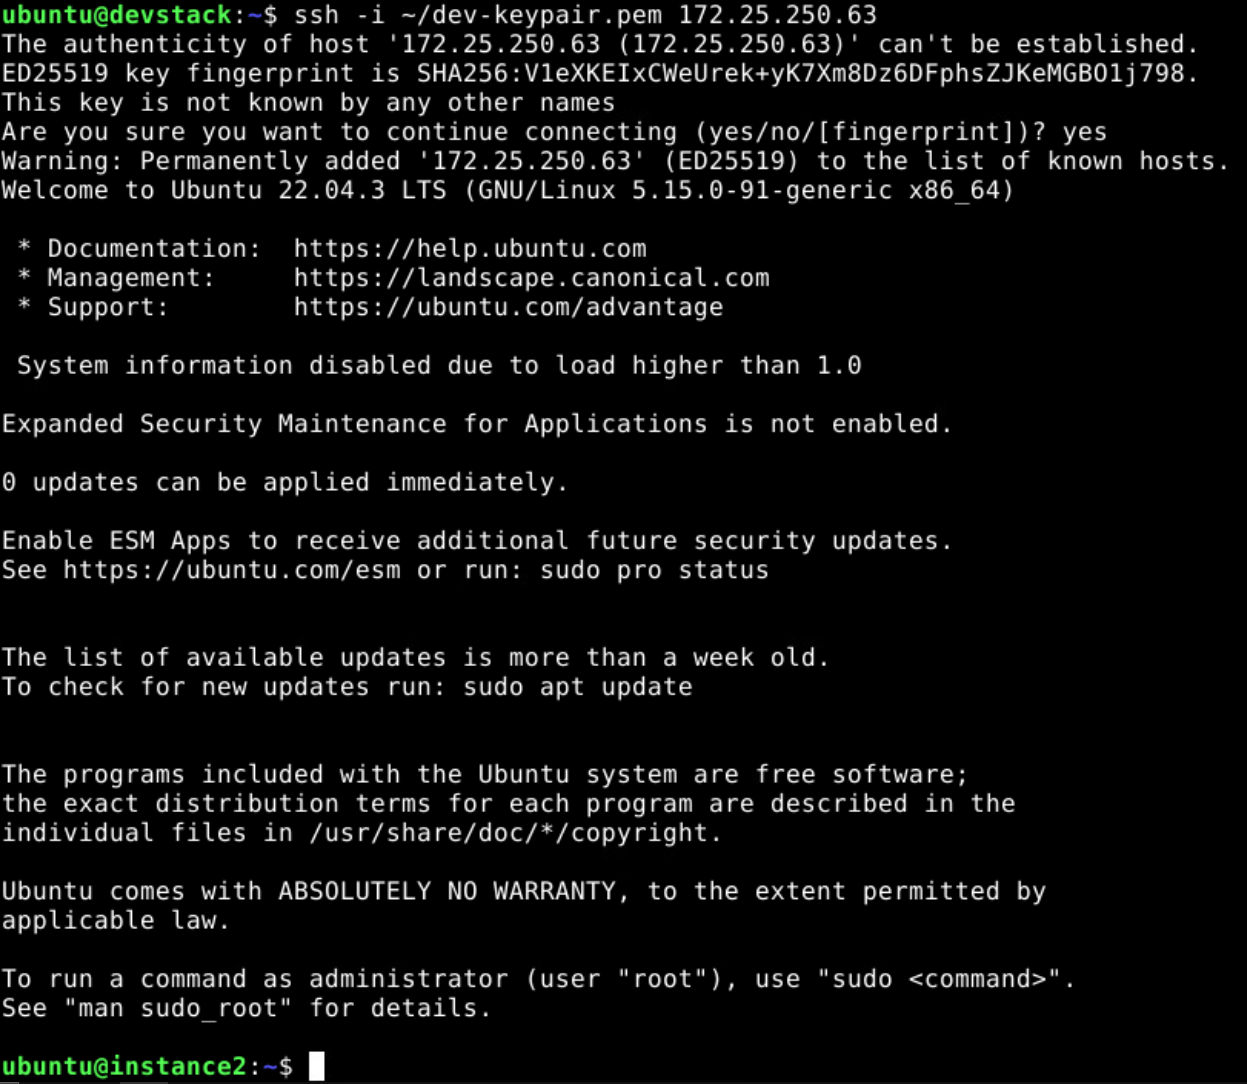 ubuntu@devstack:~$ ssh -i ~/dev-keypair.pem 172.25.250.63
The authenticity of host '172.25.250.63 (172.25.250.63)' can't be established.
ED25519 key fingerprint is SHA256:V1eXKEIxCWeUrek+yK7Xm8Dz6DFphsZJKeMGBO1j798.
This key is not known by any other names
Are you sure you want to continue connecting (yes/no/[fingerprint])? yes
Warning: Permanently added '172.25.250.63' (ED25519) to the list of known hosts.
Welcome to Ubuntu 22.04.3 LTS (GNU/Linux 5.15.0-91-generic x86_64)
* Documentation:  https://help.ubuntu.com
* Management:     https://landscape.canonical.com
* Support:        https://ubuntu.com/advantage
System information disabled due to load higher than 1.0
Expanded Security Maintenance for Applications is not enabled.
0 updates can be applied immediately.
Enable ESM Apps to receive additional future security updates.
See https://ubuntu.com/esm or run: sudo pro status
The list of available updates is more than a week old.
To check for new updates run: sudo apt update
The programs included with the Ubuntu system are free software;
the exact distribution terms for each program are described in the
individual files in /usr/share/doc/*/copyright.
Ubuntu comes with ABSOLUTELY NO WARRANTY, to the extent permitted by
applicable law.
To run a command as administrator (user "root"), use "sudo <command>".
See "man sudo_root" for details.
ubuntu@instance2:~$